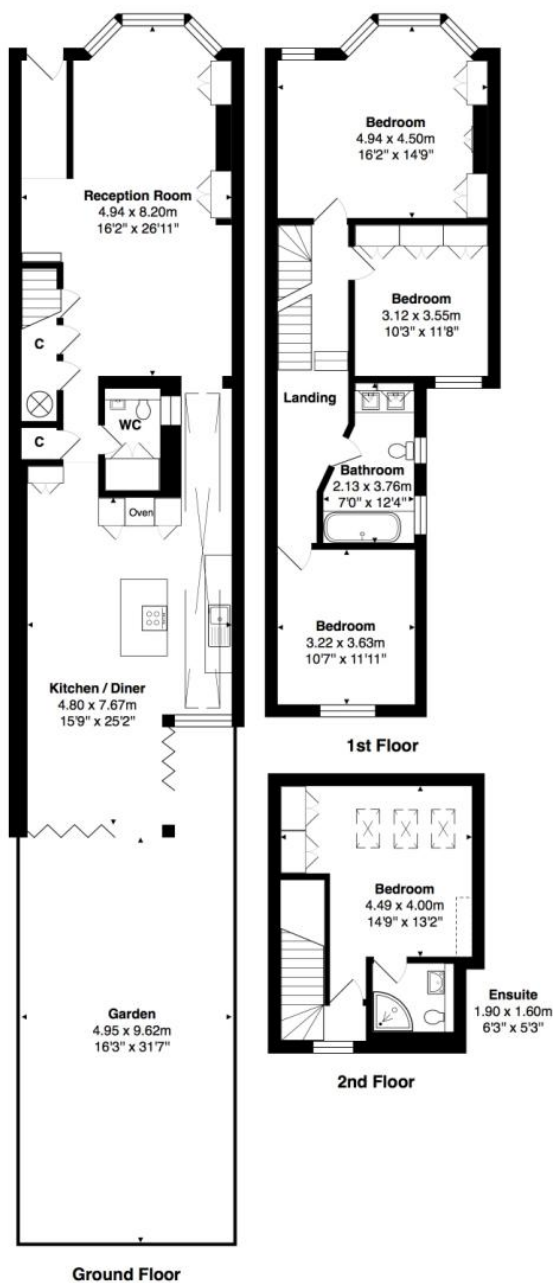 Reception Room
4.94 x 8.20m
16'2" x 26'11"
C
C
WC
Oven
Kitchen / Diner
4.80 x 7.67m
15'9" x 25'2"
Garden
4.95 x 9.62m
16'3" x 31'7"
Ground Floor
Bedroom
4.94 x 4.50m
16'2" x 14'9"
Bedroom
3.12 x 3.55m
10'3" x 11'8"
Landing
Bathroom
2.13 x 3.76m
7'0" x 12'4"
Bedroom
3.22 x 3.63m
10'7" x 11'11"
1st Floor
Bedroom
4.49 x 4.00m
14'9" x 13'2"
Ensuite
1.90 x 1.60m
6'3" x 5'3"
2nd Floor